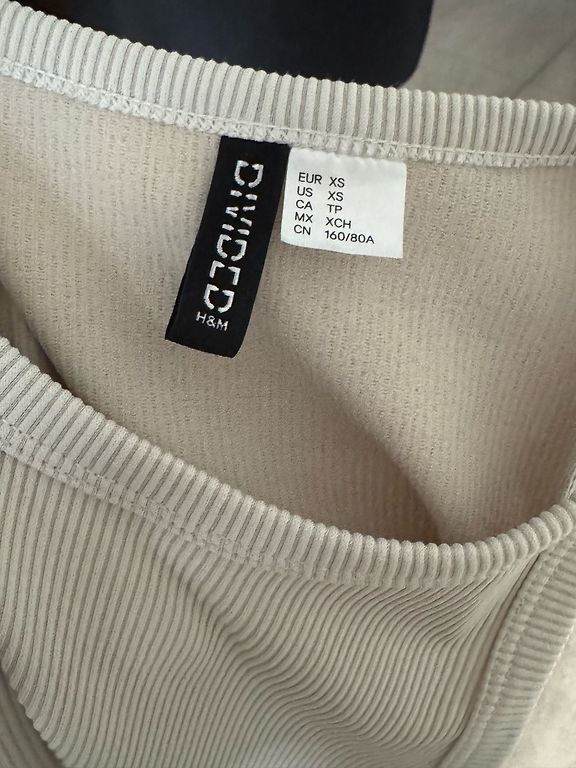 DIVIDED
H&M
EUR XS
US XS
CA TP
MX XCH
CN 160/80A